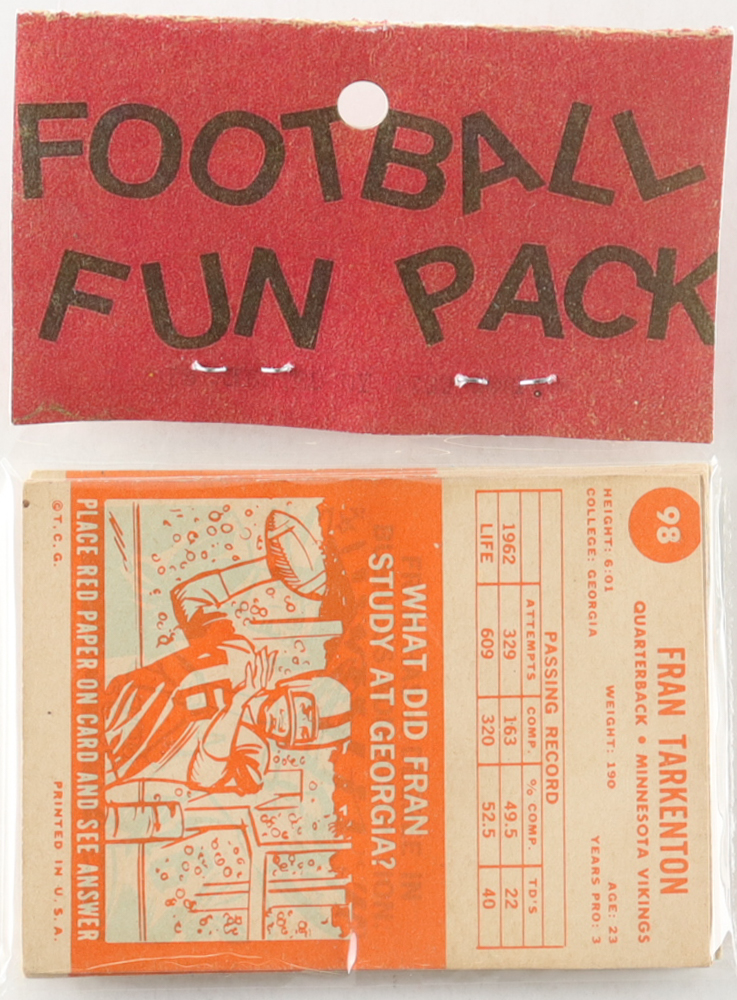 FOOTBALL
FUN PACK
98
FRAN TARKENTON
QUARTERBACK • MINNESOTA VIKINGS
HEIGHT: 6:01 WEIGHT: 190 AGE: 23
COLLEGE: GEORGIA YEARS PRO: 3
PASSING RECORD
ATTEMPTS COMP. % COMP. TD'S
1962 329 163 49.5 22
LIFE 609 320 52.5 40
WHAT DID FRAN
STUDY AT GEORGIA?
PLACE RED PAPER ON CARD AND SEE ANSWER
©T.C.G. PRINTED IN U.S.A.